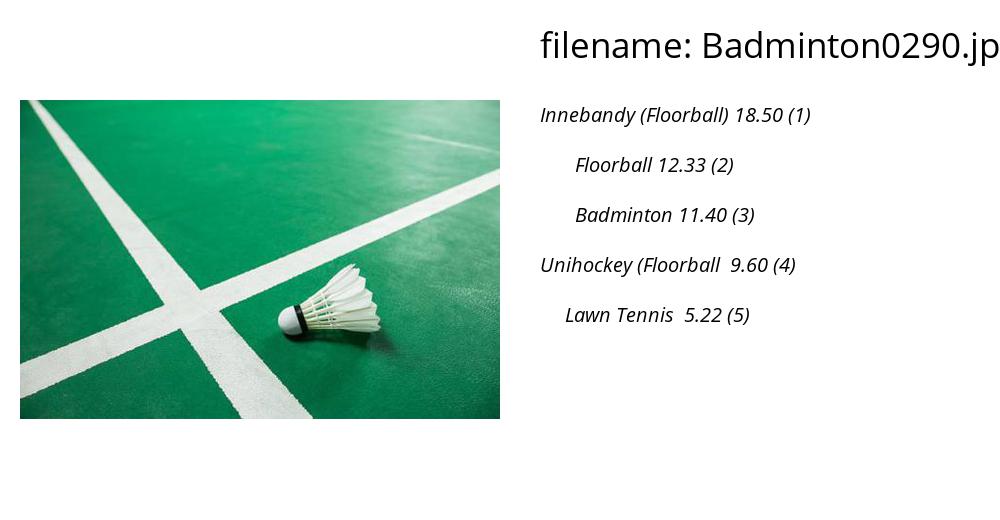 filename: Badminton0290.jp
Innebandy (Floorball) 18.50 (1)
Floorball 12.33 (2)
Badminton 11.40 (3)
Unihockey (Floorball  9.60 (4)
Lawn Tennis  5.22 (5)